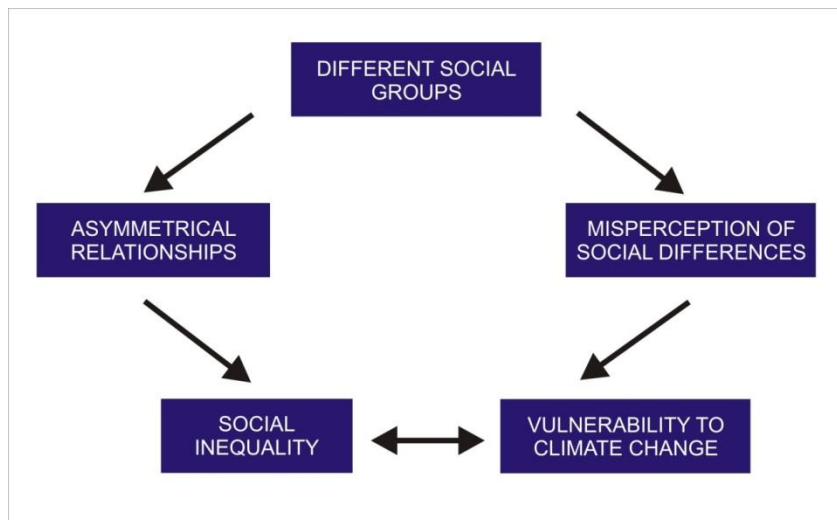 DIFFERENT SOCIAL
GROUPS
ASYMMETRICAL
RELATIONSHIPS
MISPERCEPTION OF
SOCIAL DIFFERENCES
SOCIAL
INEQUALITY
VULNERABILITY TO
CLIMATE CHANGE